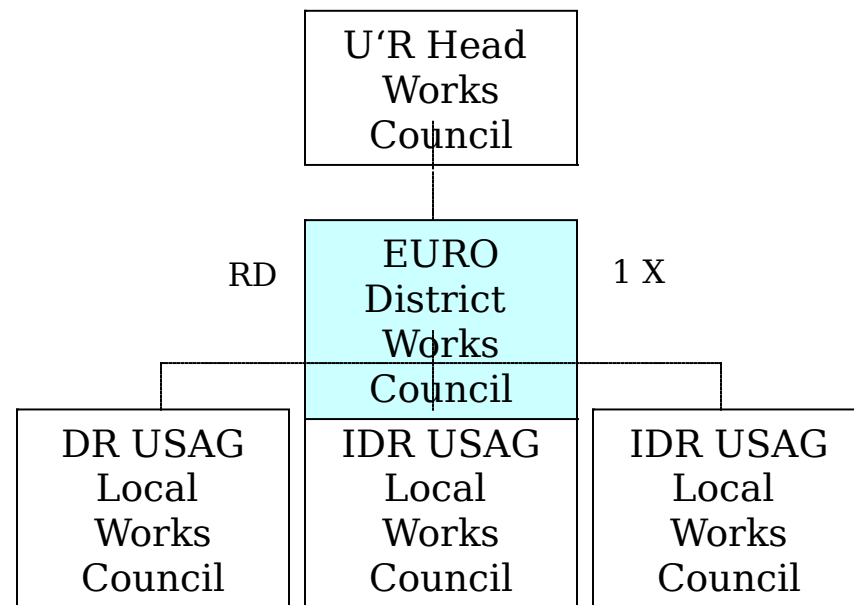 U‘R Head
Works
Council
RD
EURO
District
Works
Council
1 X
DR USAG
Local
Works
Council
IDR USAG
Local
Works
Council
IDR USAG
Local
Works
Council